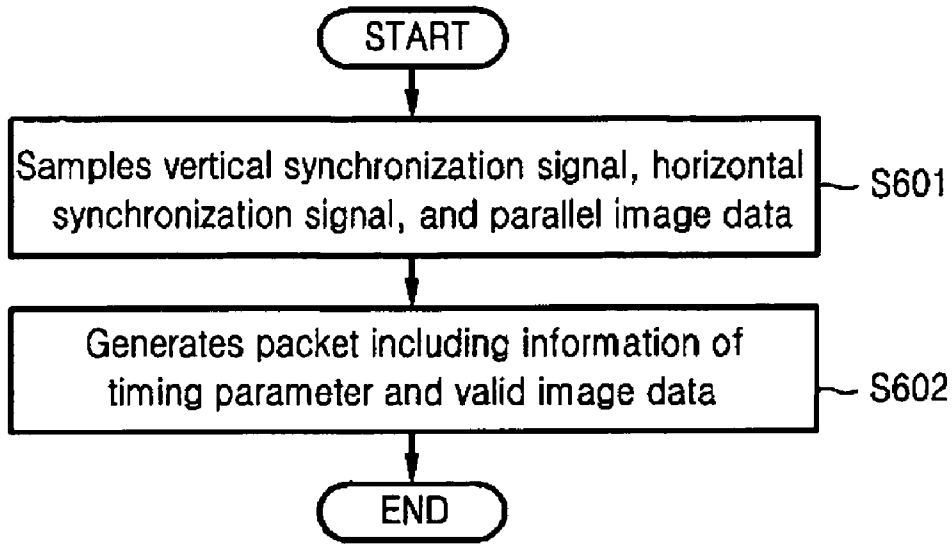 START
Samples vertical synchronization signal, horizontal
synchronization signal, and parallel image data
S601
Generates packet including information of
timing parameter and valid image data
S602
END